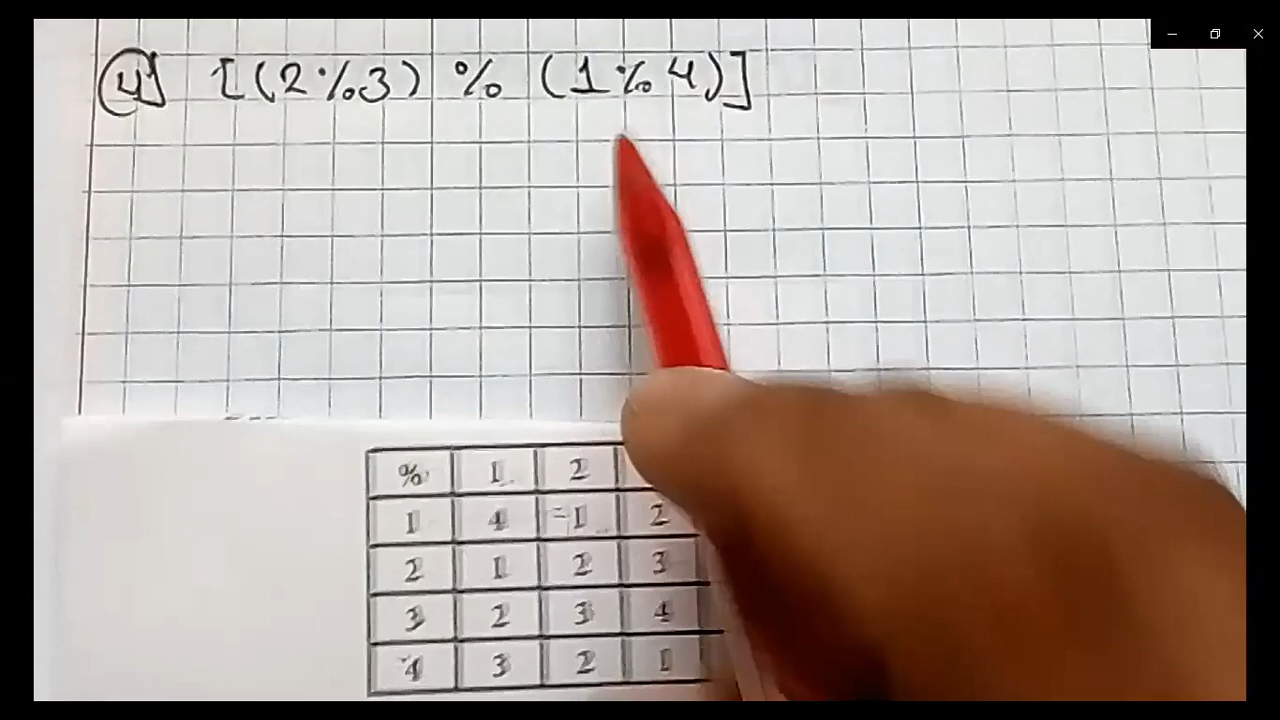 4] [(2%3) % (1%4)]
% 1 2
1 4 =1 2
2 1 2 3
3 2 3 4
4 3 2 1